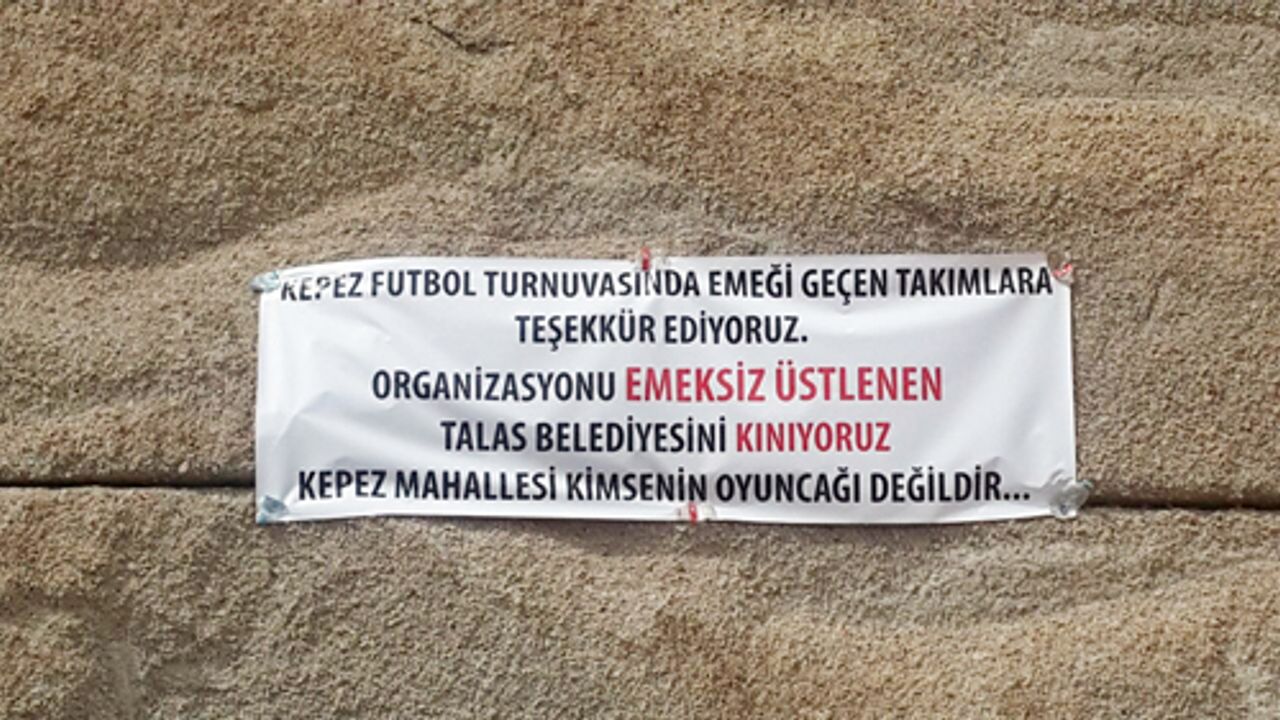 KEPEZ FUTBOL TURNUVASINDA EMEĞİ GEÇEN TAKIMLARA
TEŞEKKÜR EDİYORUZ.
ORGANİZASYONU EMEKSİZ ÜSTLENEN
TALAS BELEDİYESİNİ KINIYORUZ
KEPEZ MAHALLESİ KİMSENİN OYUNCAĞI DEĞİLDİR...